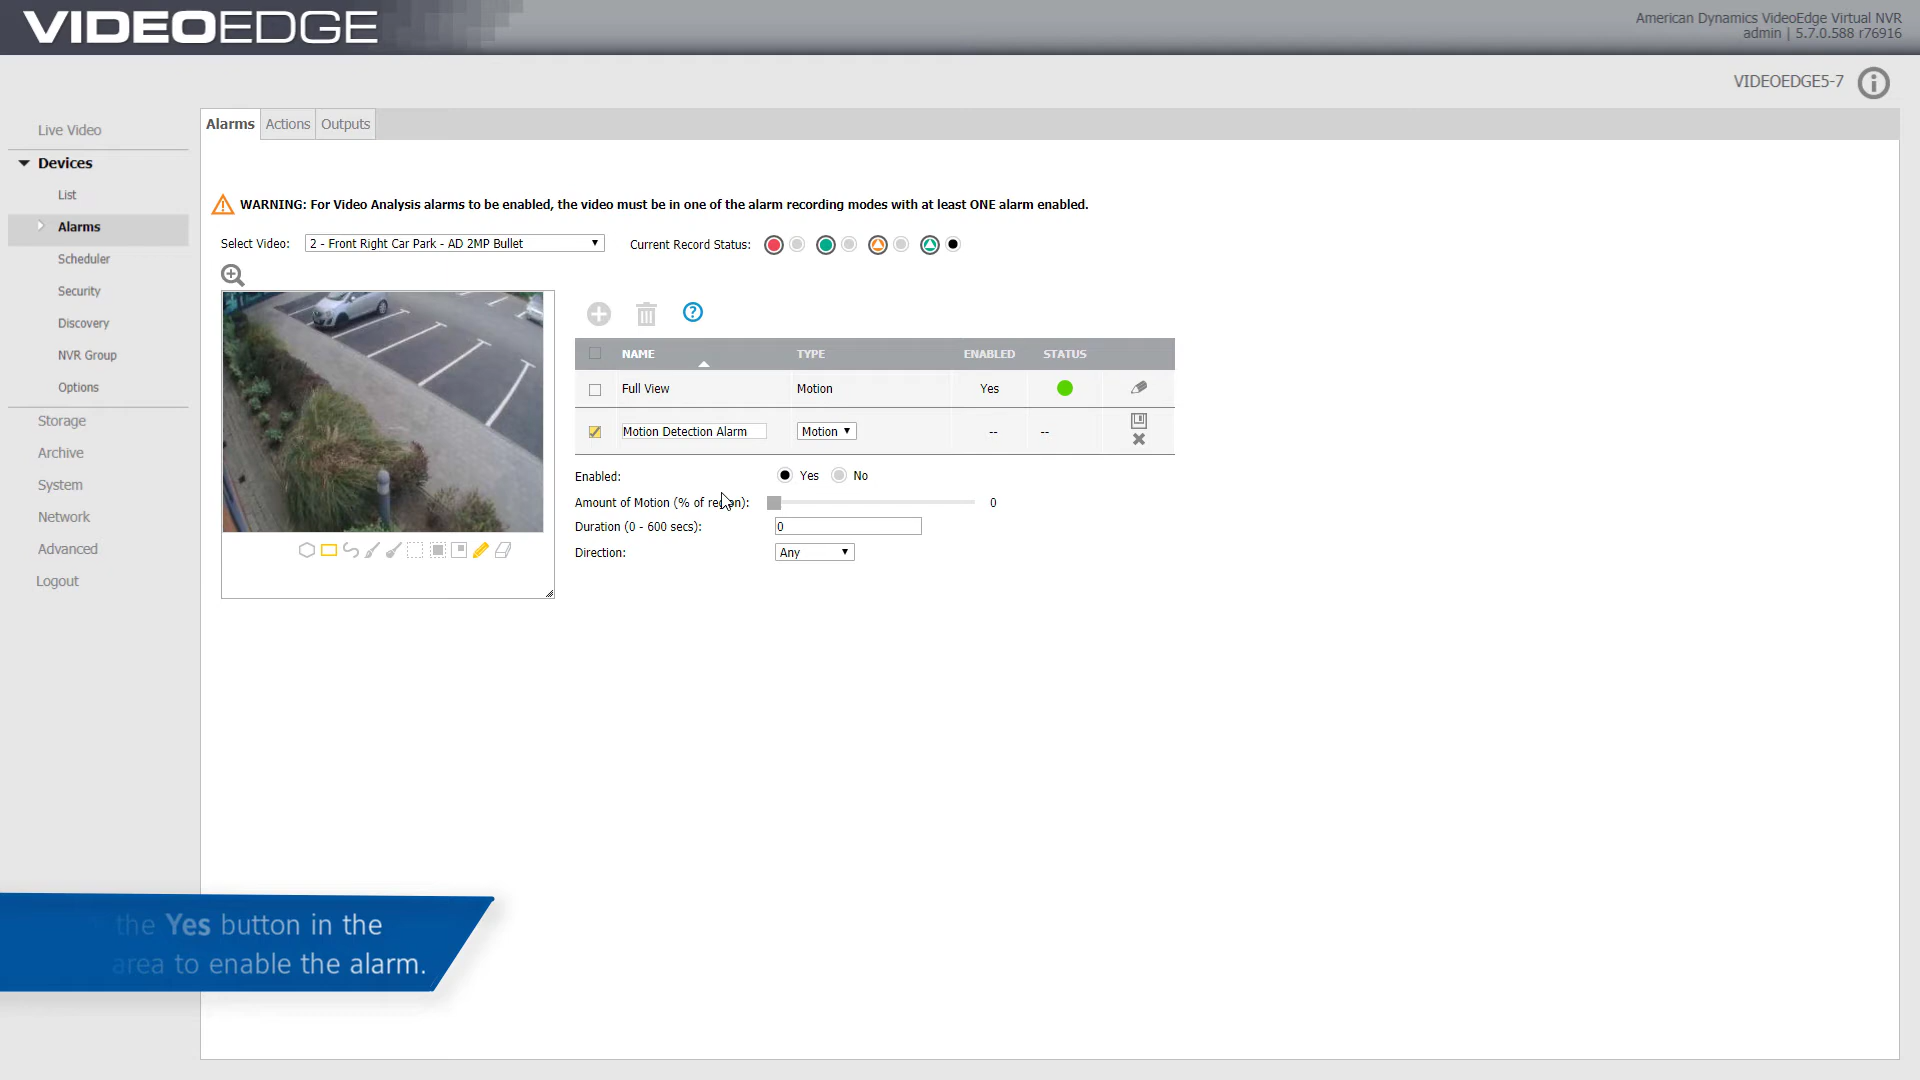 VIDEOEDGE
American Dynamics VideoEdge Virtual NVR
admin | 5.7.0.588 r76916
VIDEOEDGE5-7
Live Video
Devices
List
Alarms
Scheduler
Security
Discovery
NVR Group
Options
Storage
Archive
System
Network
Advanced
Logout
Alarms Actions Outputs
WARNING: For Video Analysis alarms to be enabled, the video must be in one of the alarm recording modes with at least ONE alarm enabled.
Select Video: 2 - Front Right Car Park - AD 2MP Bullet Current Record Status:
NAME TYPE ENABLED STATUS
Full View Motion Yes
Motion Detection Alarm Motion -- --
Enabled: Yes No
Amount of Motion (% of region): 0
Duration (0 - 600 secs): 0
Direction: Any
the Yes button in the
area to enable the alarm.